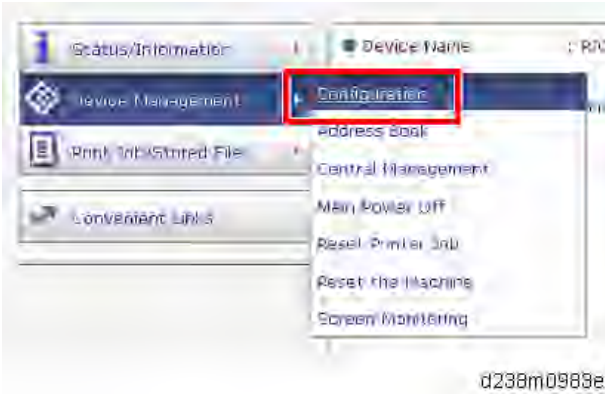 Status/Information
Device Name
Device Management
Configuration
Address Book
Print Job/Stored File
Central Management
Main Power Off
Convenient Links
Reset Printer Job
Reset the Machine
Screen Monitoring
d238m0983e